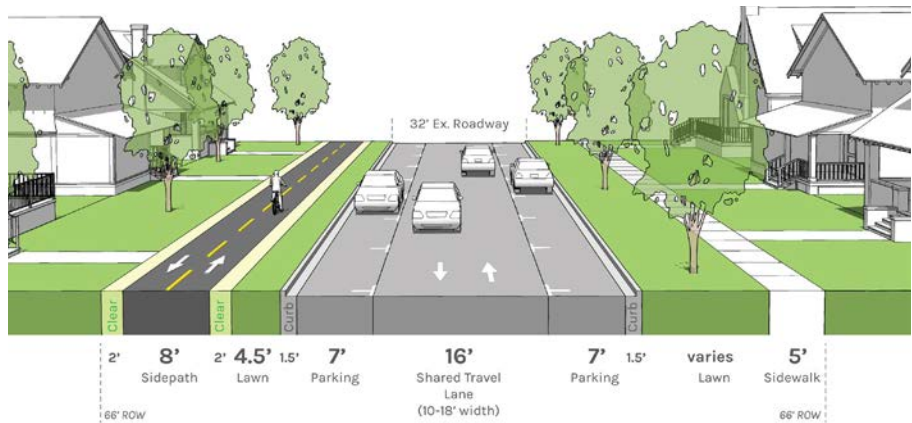 32' Ex. Roadway
Clear
Clear
Curb
Curb
2' 8' 2' 4.5' 1.5' 7' 16' 7' 1.5' varies 5'
Sidepath Lawn Parking Shared Travel Parking Lawn Sidewalk
Lane
(10-18' width)
66' ROW 66' ROW